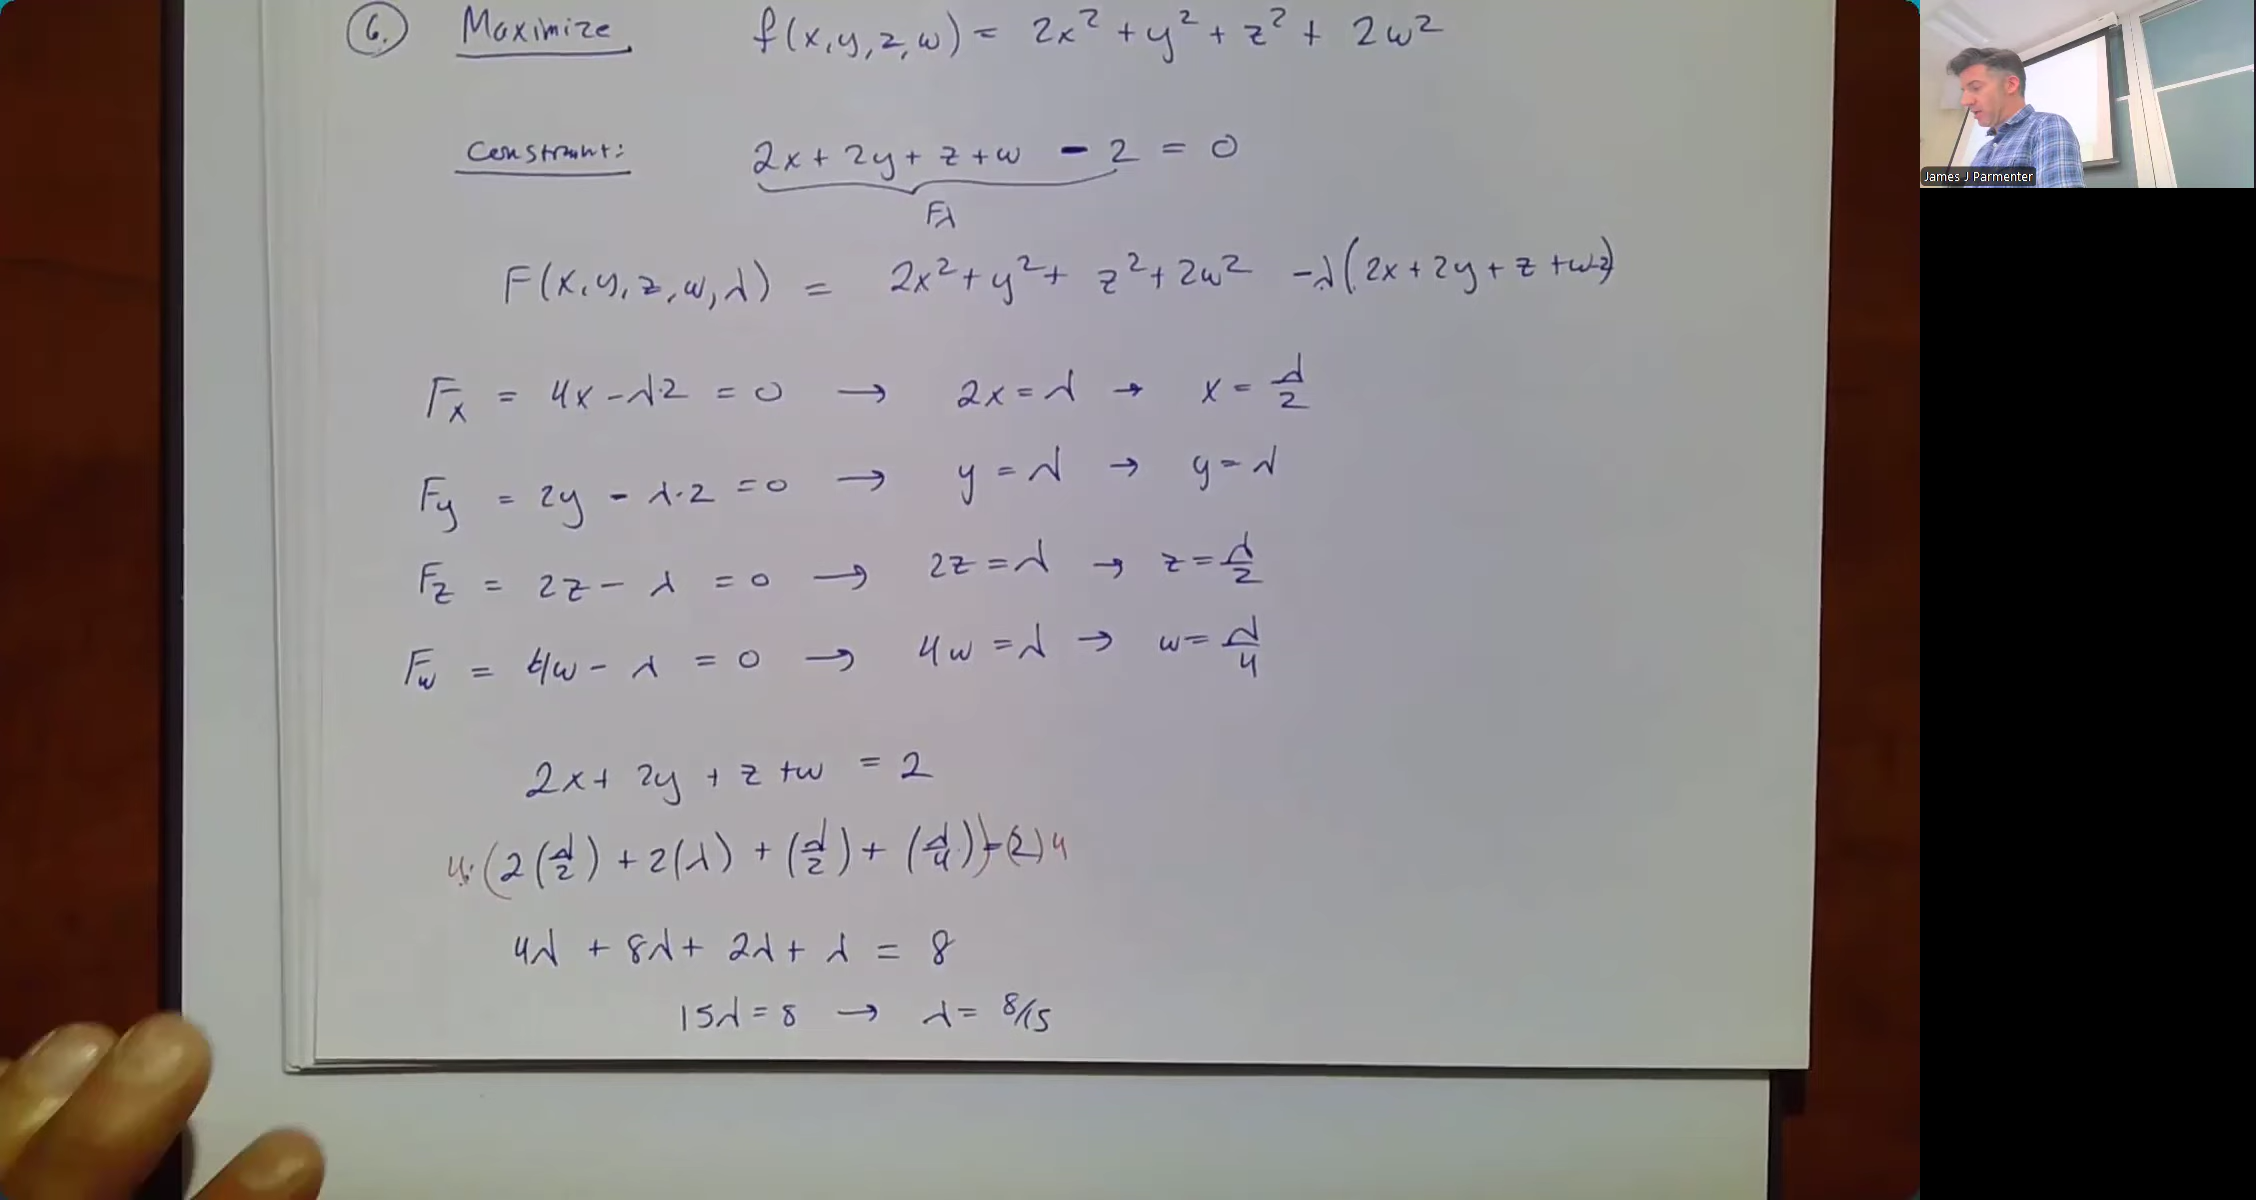 6. Maximize f(x,y,z,w) = 2x² + y² + z² + 2w²
Constraint: 2x + 2y + z + w - 2 = 0
Fλ
F(x,y,z,w,λ) = 2x² + y² + z² + 2w² -λ(2x + 2y + z + w-2)
Fx = 4x - λ·2 = 0 → 2x = λ → x = λ/2
Fy = 2y - λ·2 = 0 → y = λ → y = λ
Fz = 2z - λ = 0 → 2z = λ → z = λ/2
Fw = 4w - λ = 0 → 4w = λ → w = λ/4
2x + 2y + z + w = 2
4·(2(λ/2) + 2(λ) + (λ/2) + (λ/4)) = (2)4
4λ + 8λ + 2λ + λ = 8
15λ = 8 → λ = 8/15
James J Parmenter